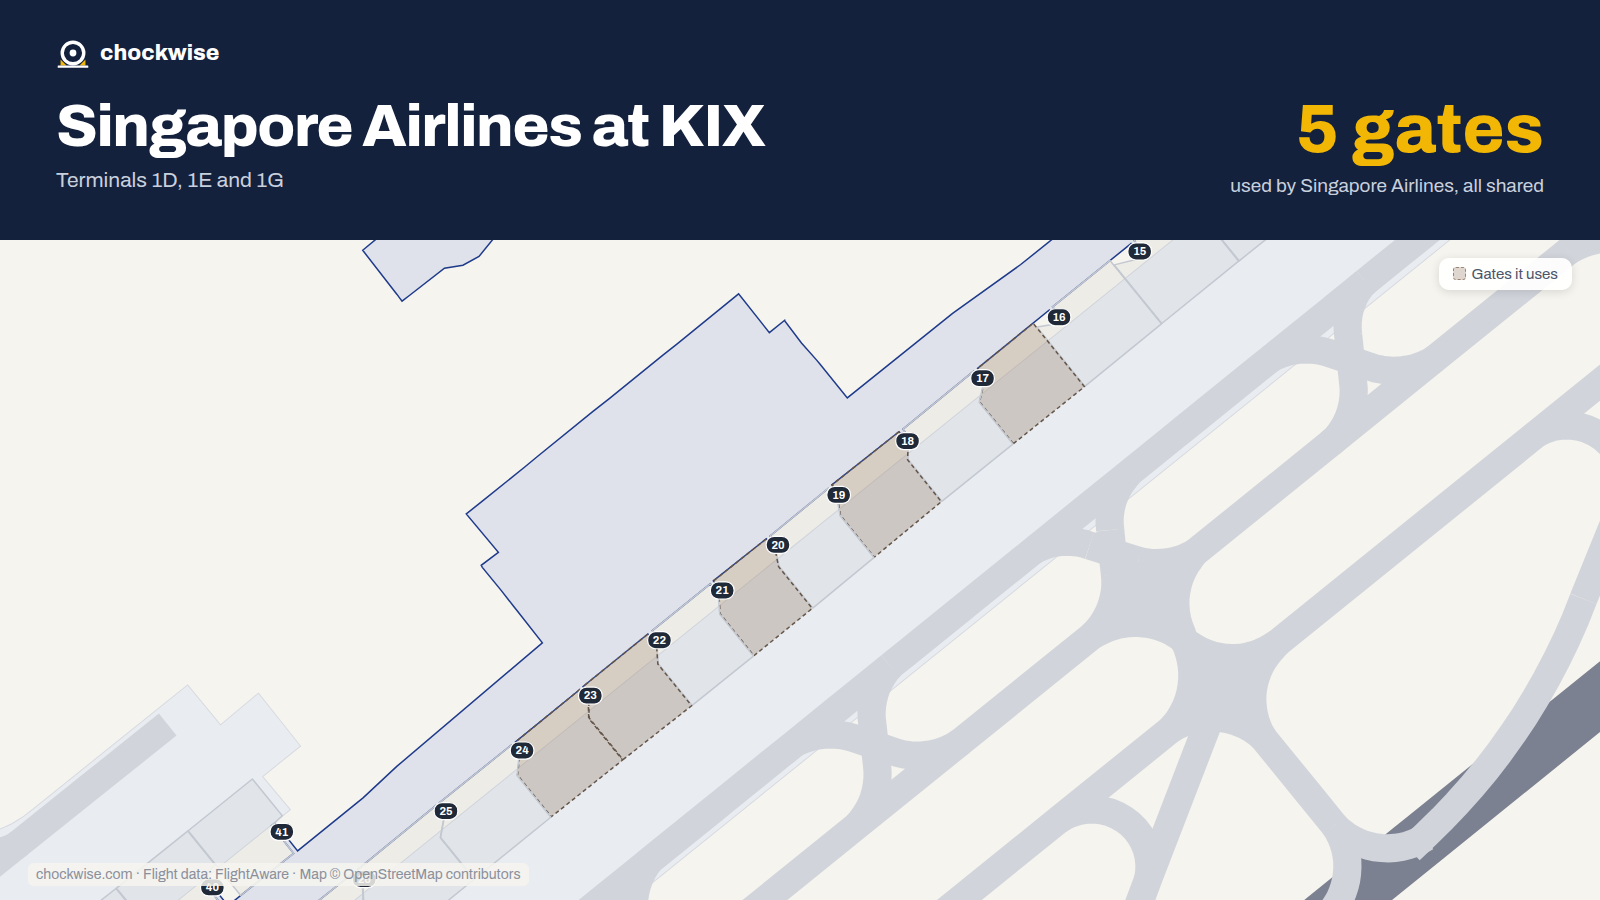 chockwise
Singapore Airlines at KIX
Terminals 1D, 1E and 1G
5 gates
used by Singapore Airlines, all shared
Gates it uses
15
16
17
18
19
20
21
22
23
24
25
41
40
chockwise.com · Flight data: FlightAware · Map © OpenStreetMap contributors